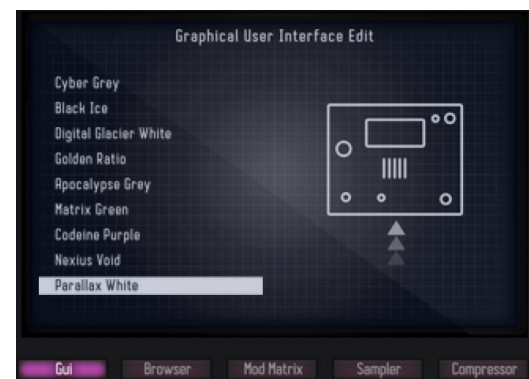 Graphical User Interface Edit
Cyber Grey
Black Ice
Digital Glacier White
Golden Ratio
Apocalypse Grey
Matrix Green
Codeine Purple
Nexius Void
Parallax White
Gui Browser Mod Matrix Sampler Compressor